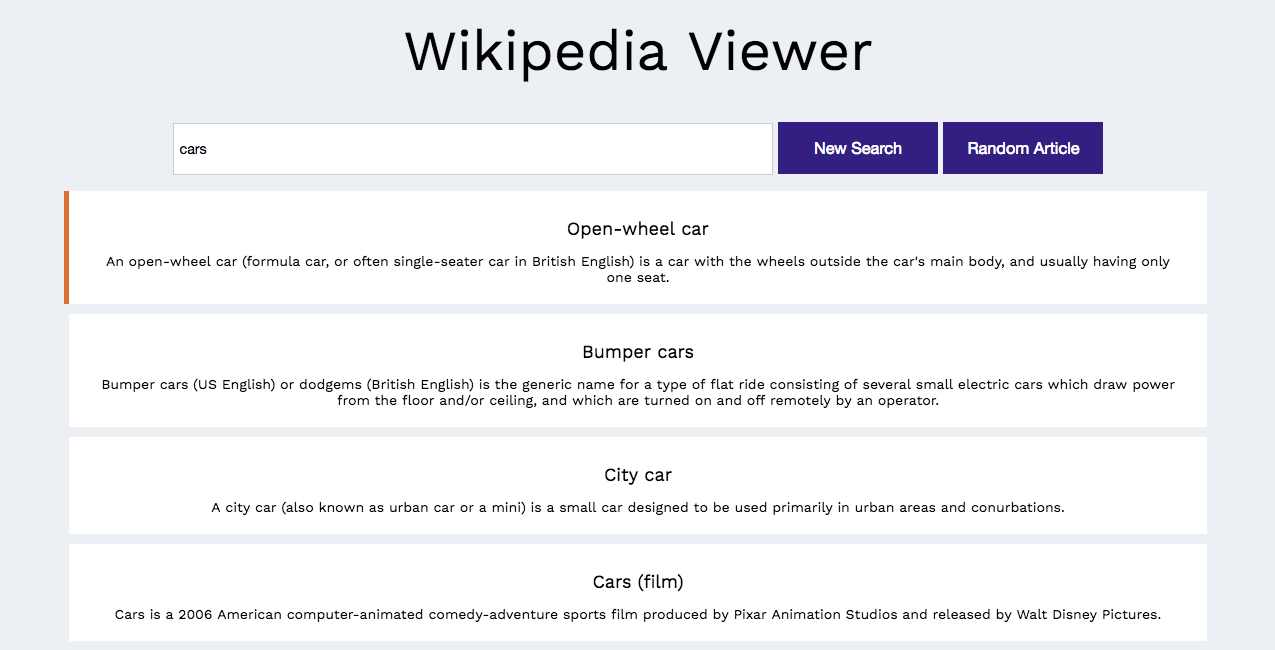 Wikipedia Viewer
cars
New Search
Random Article
Open-wheel car
An open-wheel car (formula car, or often single-seater car in British English) is a car with the wheels outside the car's main body, and usually having only
one seat.
Bumper cars
Bumper cars (US English) or dodgems (British English) is the generic name for a type of flat ride consisting of several small electric cars which draw power
from the floor and/or ceiling, and which are turned on and off remotely by an operator.
City car
A city car (also known as urban car or a mini) is a small car designed to be used primarily in urban areas and conurbations.
Cars (film)
Cars is a 2006 American computer-animated comedy-adventure sports film produced by Pixar Animation Studios and released by Walt Disney Pictures.